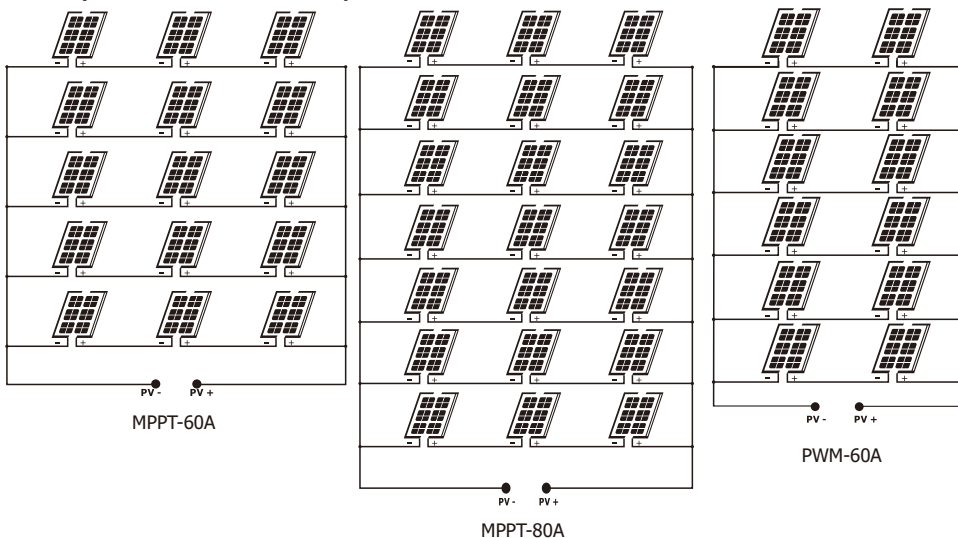 PV - PV +
MPPT-60A
PV - PV +
MPPT-80A
PV - PV +
PWM-60A